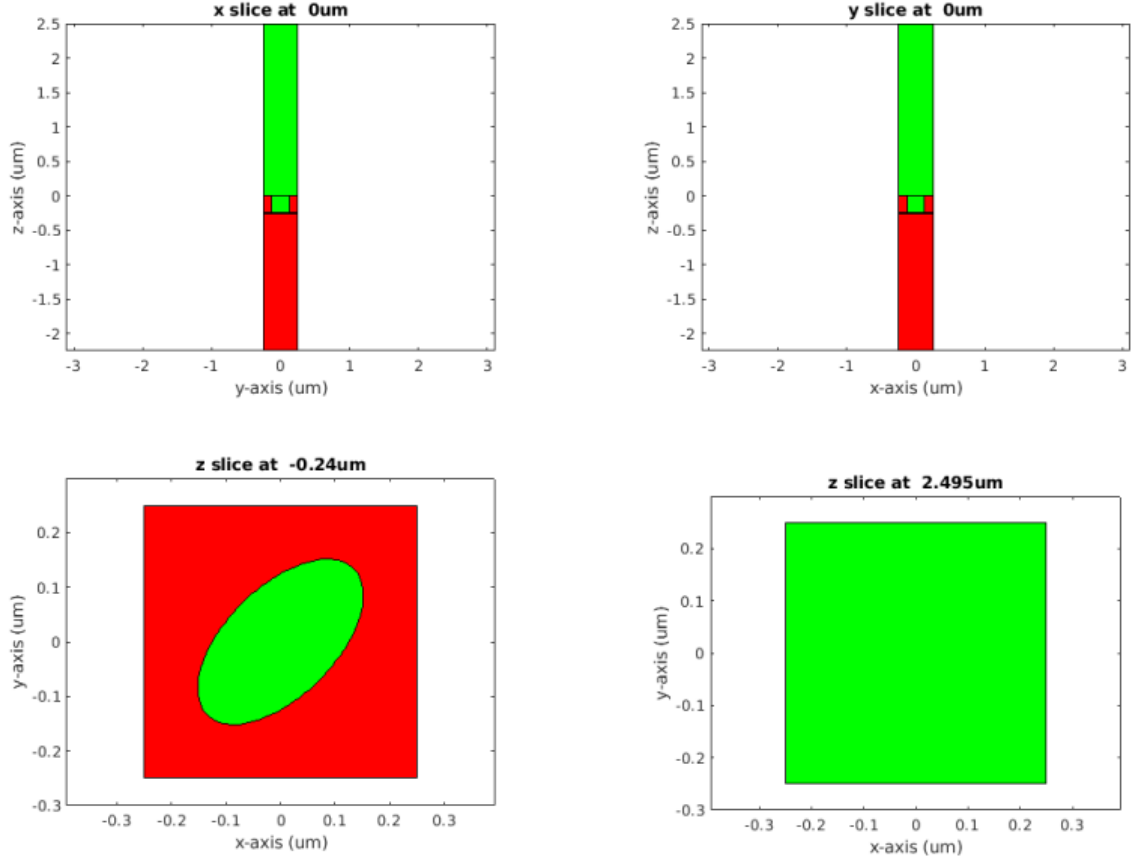 x slice at 0um
2.5
2
1.5
1
0.5
0
-0.5
-1
-1.5
-2
z-axis (um)
-3 -2 -1 0 1 2 3
y-axis (um)
y slice at 0um
2.5
2
1.5
1
0.5
0
-0.5
-1
-1.5
-2
z-axis (um)
-3 -2 -1 0 1 2 3
x-axis (um)
z slice at -0.24um
0.2
0.1
0
-0.1
-0.2
-0.3
y-axis (um)
-0.3 -0.2 -0.1 0 0.1 0.2 0.3
x-axis (um)
z slice at 2.495um
0.2
0.1
0
-0.1
-0.2
-0.3
y-axis (um)
-0.3 -0.2 -0.1 0 0.1 0.2 0.3
x-axis (um)